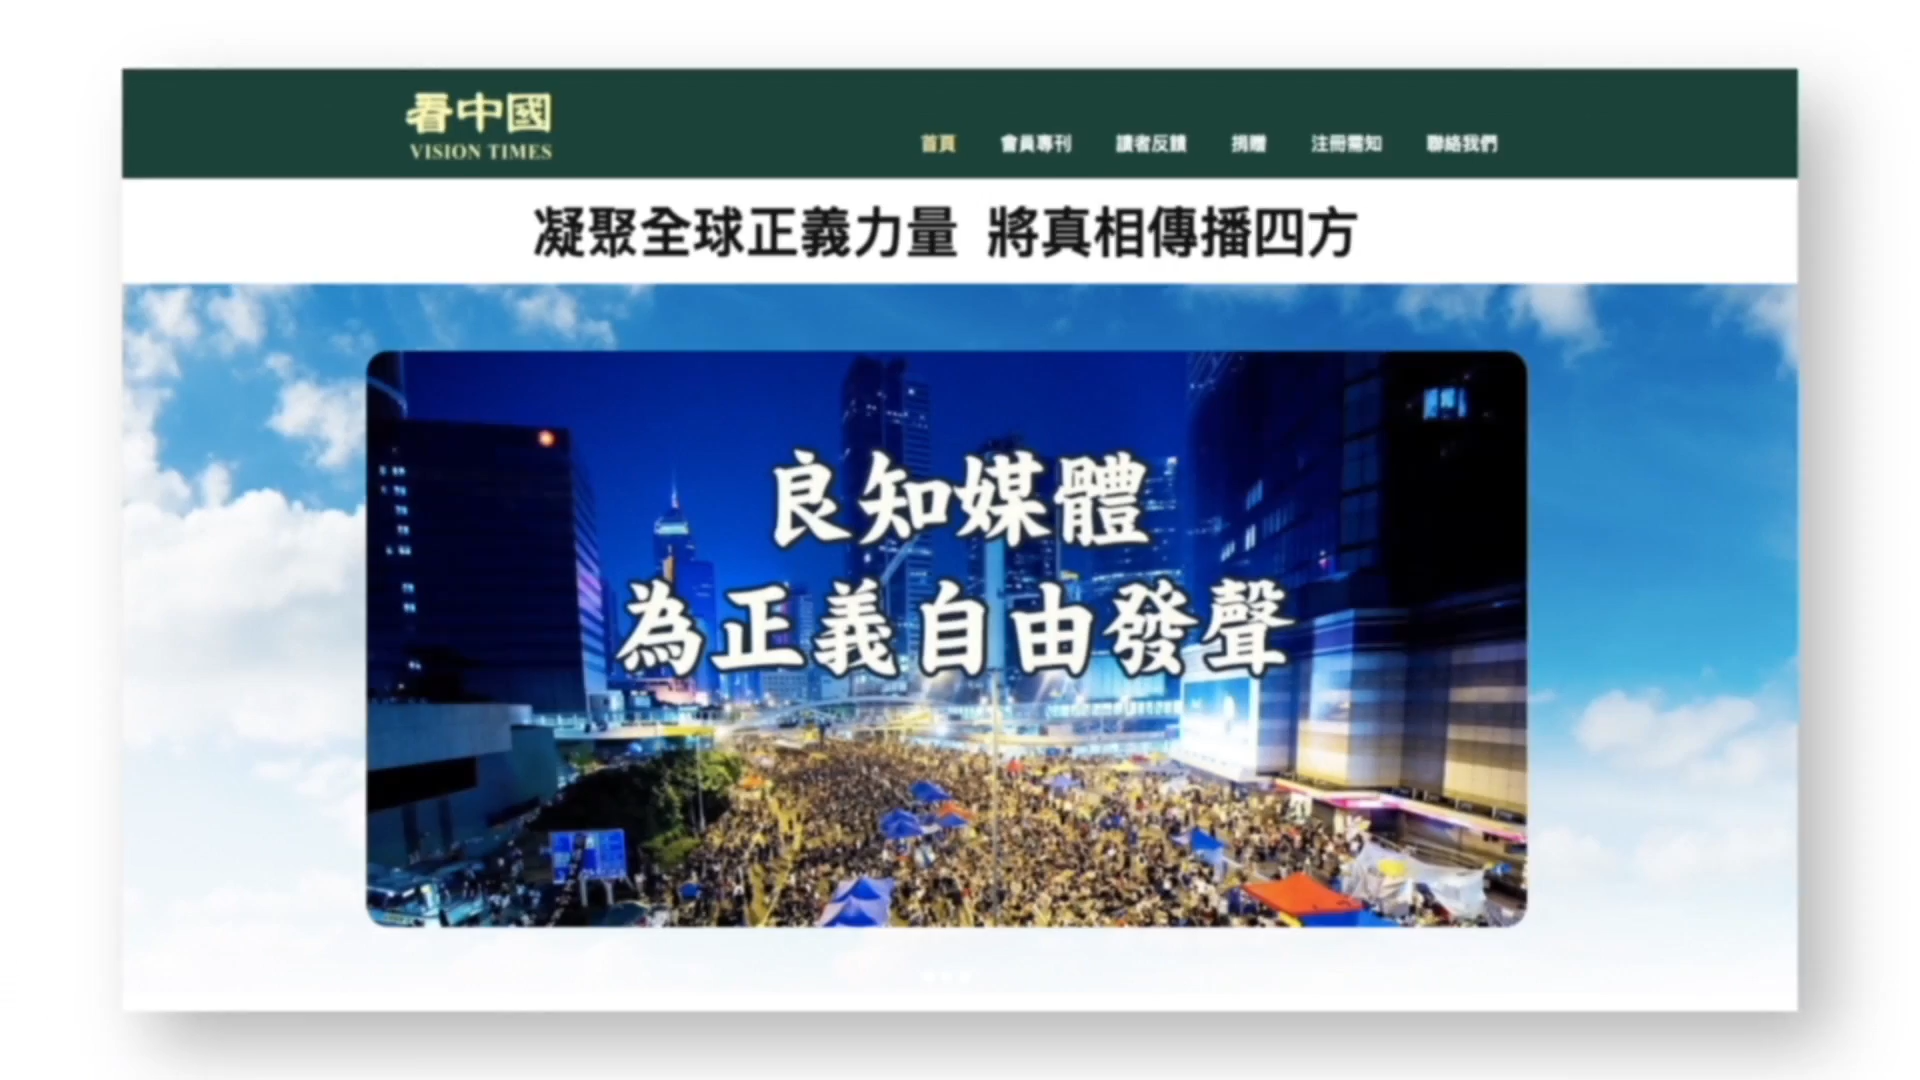 看中國
VISION TIMES
首頁 會員專刊 讀者反饋 捐贈 注冊需知 聯絡我們
凝聚全球正義力量 將真相傳播四方
良知媒體
為正義自由發聲